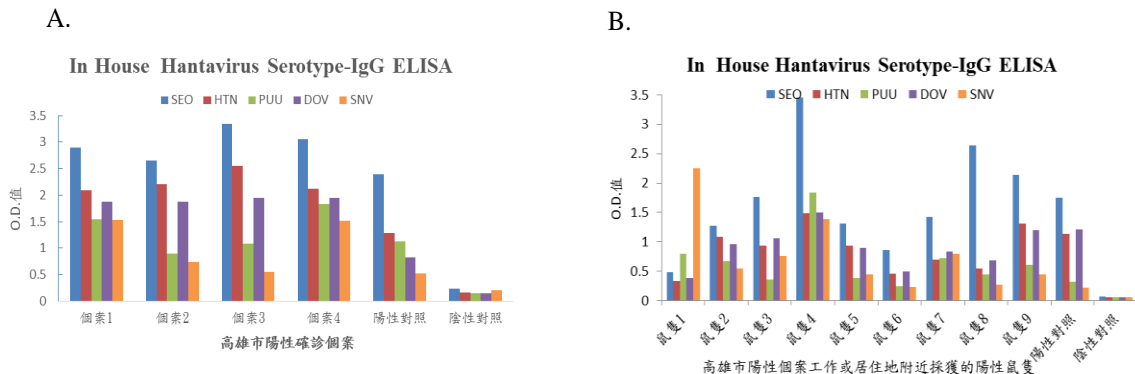 A.
In House Hantavirus Serotype-IgG ELISA
SEO HTN PUU DOV SNV
3.5
3
2.5
2
1.5
1
0.5
0
O.D.值
個案1 個案2 個案3 個案4 陽性對照 陰性對照
高雄市陽性確診個案
B.
In House Hantavirus Serotype-IgG ELISA
SEO HTN PUU DOV SNV
3.5
3
2.5
2
1.5
1
0.5
0
O.D.值
鼠隻1 鼠隻2 鼠隻3 鼠隻4 鼠隻5 鼠隻6 鼠隻7 鼠隻8 鼠隻9 陽性對照 陰性對照
高雄市陽性個案工作或居住地附近採獲的陽性鼠隻